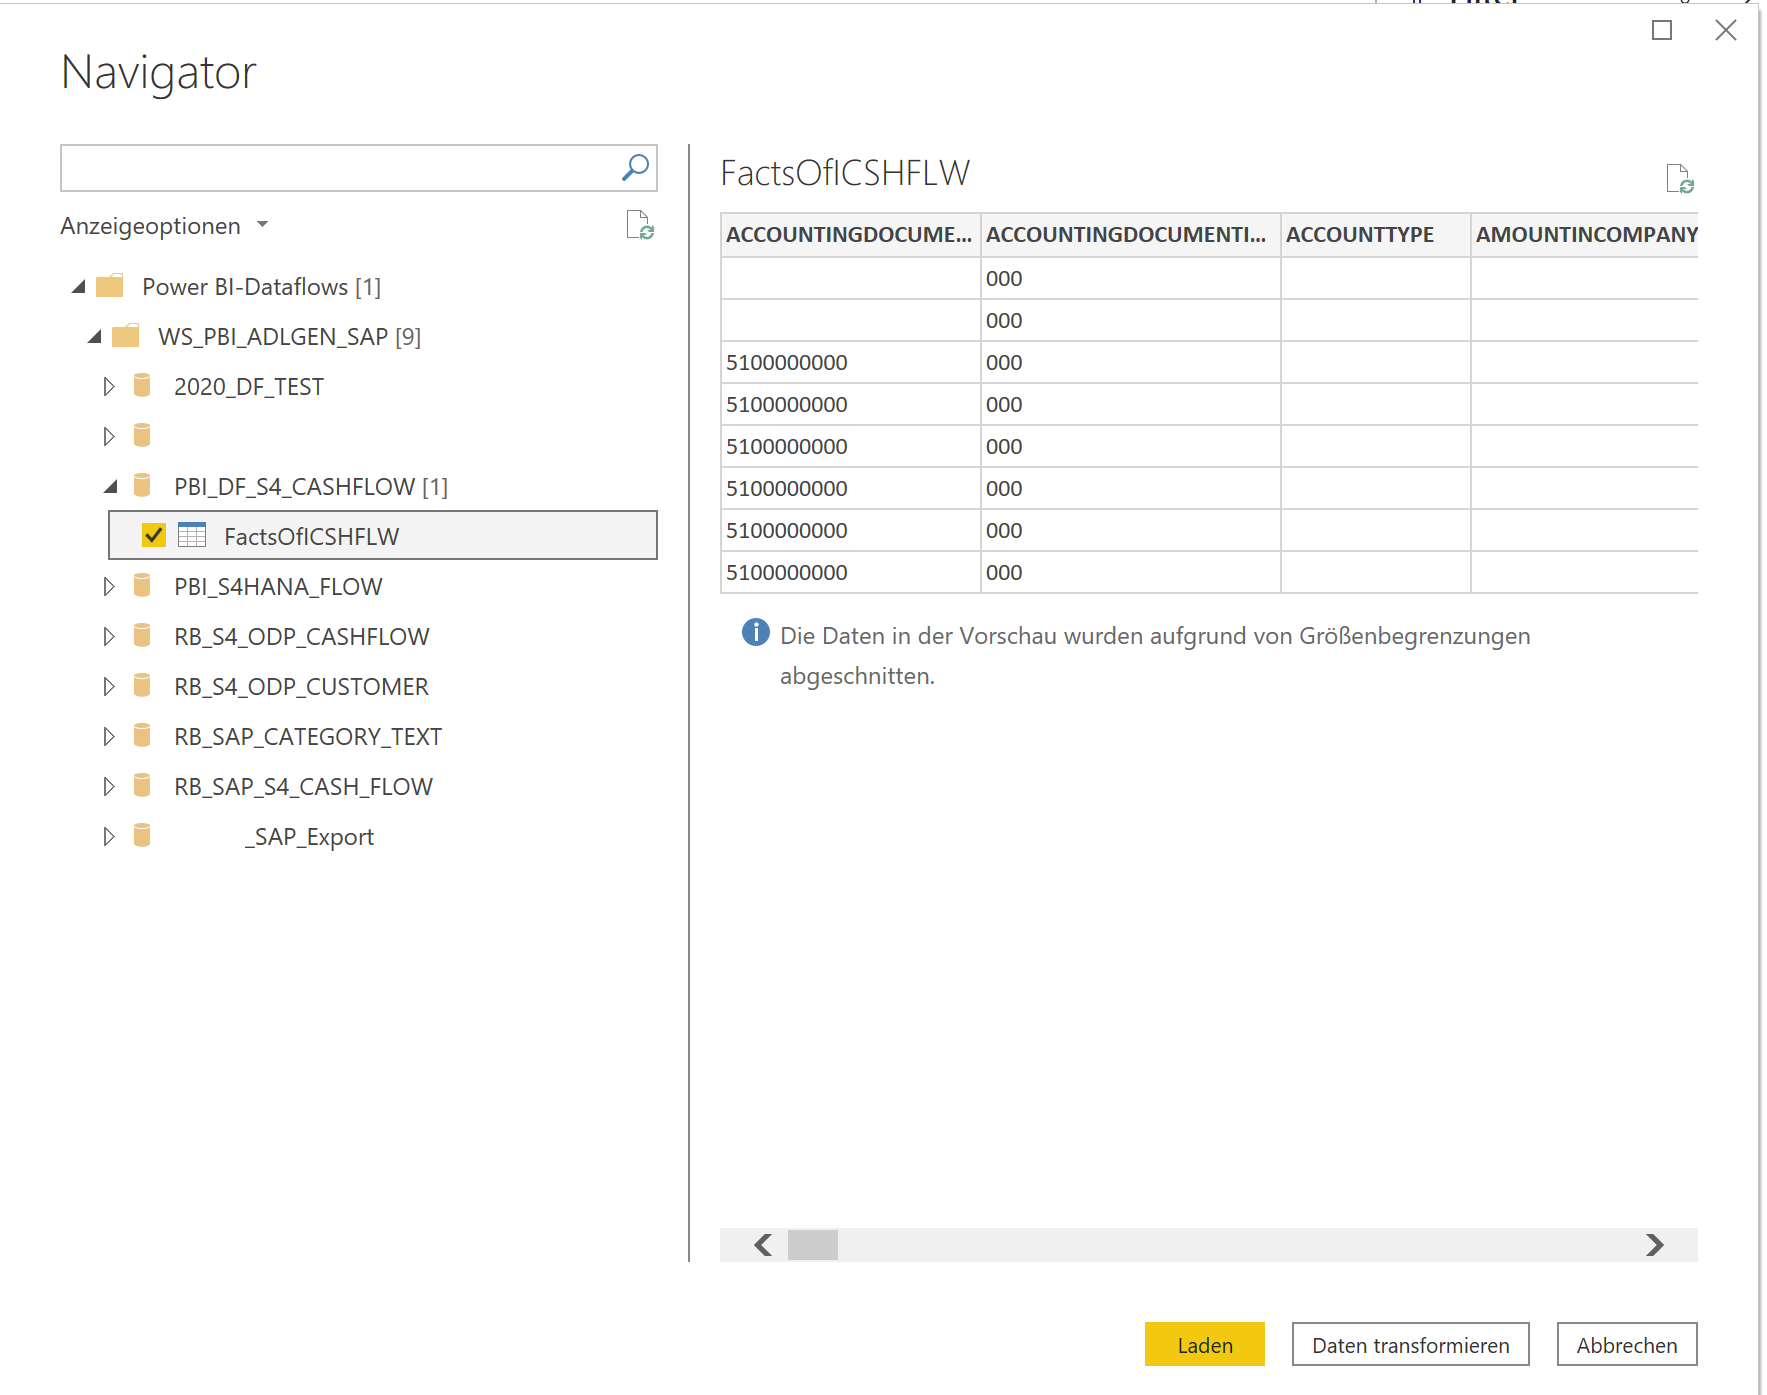 Navigator
Anzeigeoptionen
Power BI-Dataflows [1]
WS_PBI_ADLGEN_SAP [9]
2020_DF_TEST
PBI_DF_S4_CASHFLOW [1]
FactsOfICSHFLW
PBI_S4HANA_FLOW
RB_S4_ODP_CASHFLOW
RB_S4_ODP_CUSTOMER
RB_SAP_CATEGORY_TEXT
RB_SAP_S4_CASH_FLOW
_SAP_Export
FactsOfICSHFLW
ACCOUNTINGDOCUME... ACCOUNTINGDOCUMENTI... ACCOUNTTYPE AMOUNTINCOMPANY
000
000
5100000000 000
5100000000 000
5100000000 000
5100000000 000
5100000000 000
5100000000 000
Die Daten in der Vorschau wurden aufgrund von Größenbegrenzungen
abgeschnitten.
Laden Daten transformieren Abbrechen